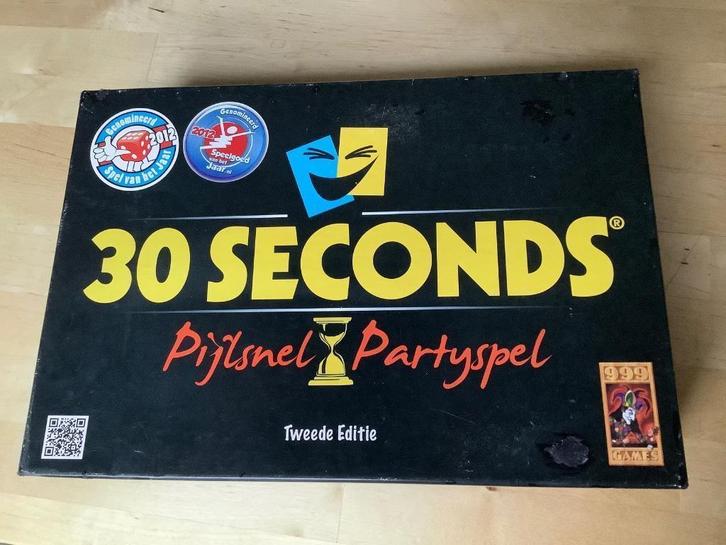 Genomineerd
2012
Spel van het Jaar
Genomineerd
2012
Speelgoed
van het
Jaar.nl
30 SECONDS®
Pijlsnel Partyspel
Tweede Editie
999
GAMES